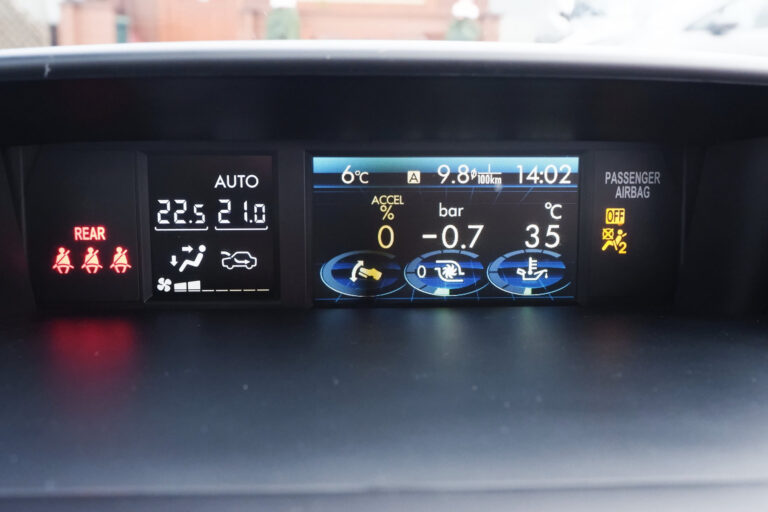 REAR
AUTO
22.5 21.0
6°C A 9.8 ø l/100km 14:02
ACCEL
% bar °C
0 -0.7 35
0
PASSENGER
AIRBAG
OFF
2